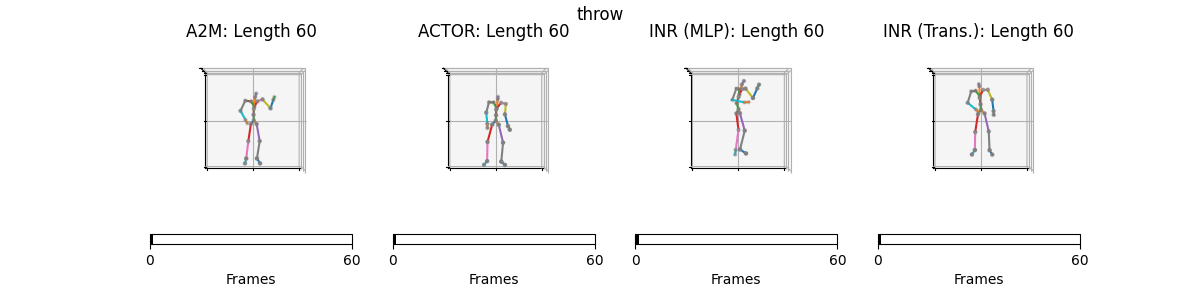 throw
A2M: Length 60
ACTOR: Length 60
INR (MLP): Length 60
INR (Trans.): Length 60
0 60
0 60
0 60
0 60
Frames
Frames
Frames
Frames